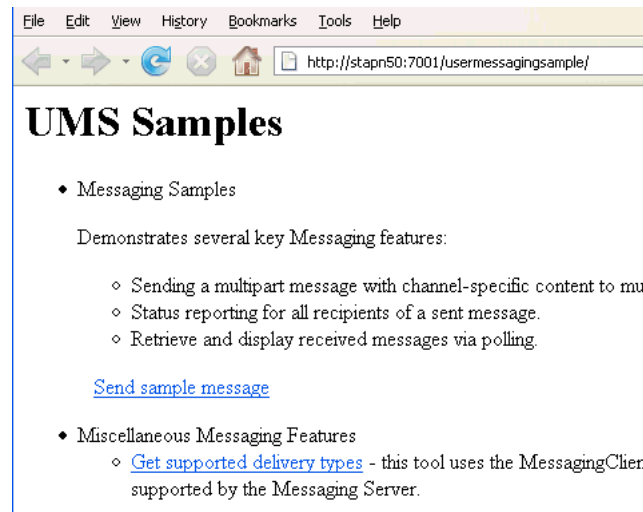 File Edit View History Bookmarks Tools Help
http://stapn50:7001/usermessagingsample/
UMS Samples
Messaging Samples
Demonstrates several key Messaging features:
Sending a multipart message with channel-specific content to mu
Status reporting for all recipients of a sent message.
Retrieve and display received messages via polling.
Send sample message
Miscellaneous Messaging Features
Get supported delivery types - this tool uses the MessagingClien
supported by the Messaging Server.